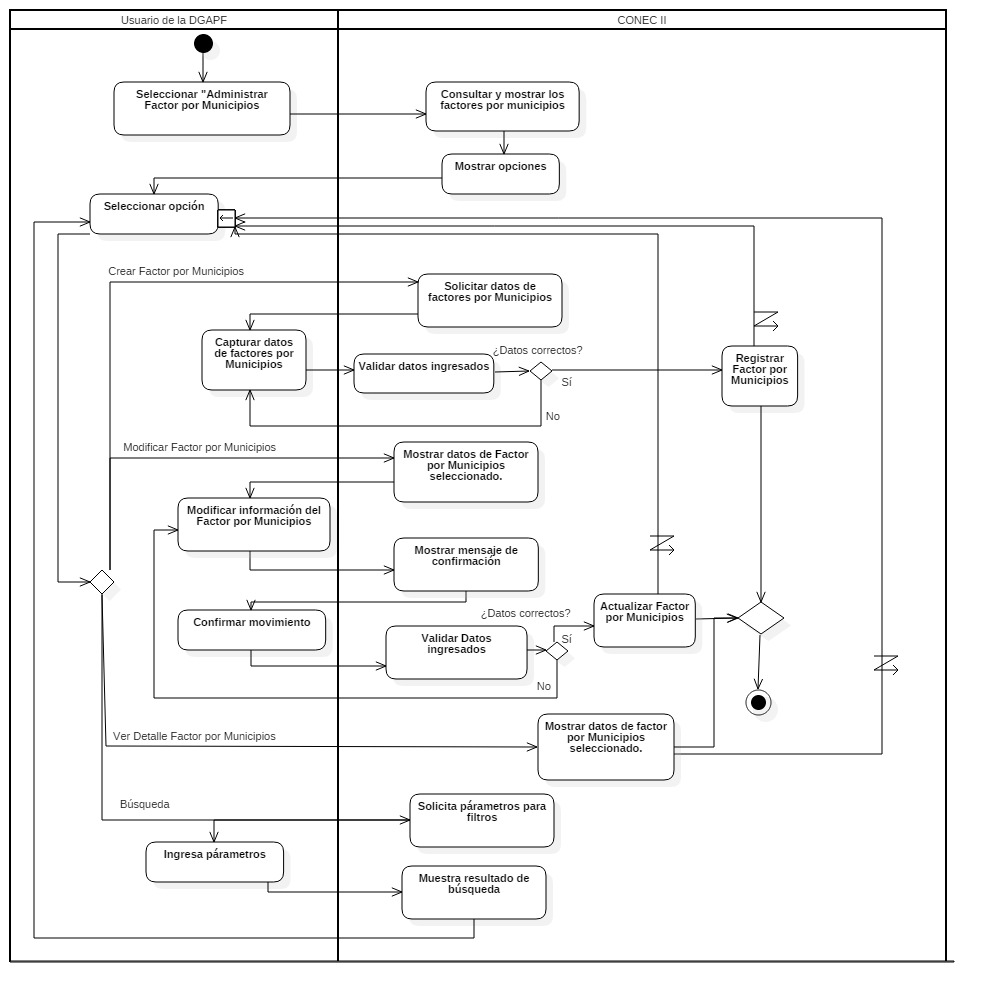 Usuario de la DGAPF
CONEC II
Seleccionar "Administrar
Factor por Municipios
Consultar y mostrar los
factores por municipios
Mostrar opciones
Seleccionar opción
Crear Factor por Municipios
Solicitar datos de
factores por Municipios
Capturar datos
de factores por
Municipios
Validar datos ingresados
¿Datos correctos?
Sí
No
Registrar
Factor por
Municipios
Modificar Factor por Municipios
Mostrar datos de Factor
por Municipios
seleccionado.
Modificar información del
Factor por Municipios
Mostrar mensaje de
confirmación
Confirmar movimiento
Validar Datos
ingresados
¿Datos correctos?
Sí
No
Actualizar Factor
por Municipios
Ver Detalle Factor por Municipios
Mostrar datos de factor
por Municipios
seleccionado.
Búsqueda
Solicita párametros para
filtros
Ingresa párametros
Muestra resultado de
búsqueda